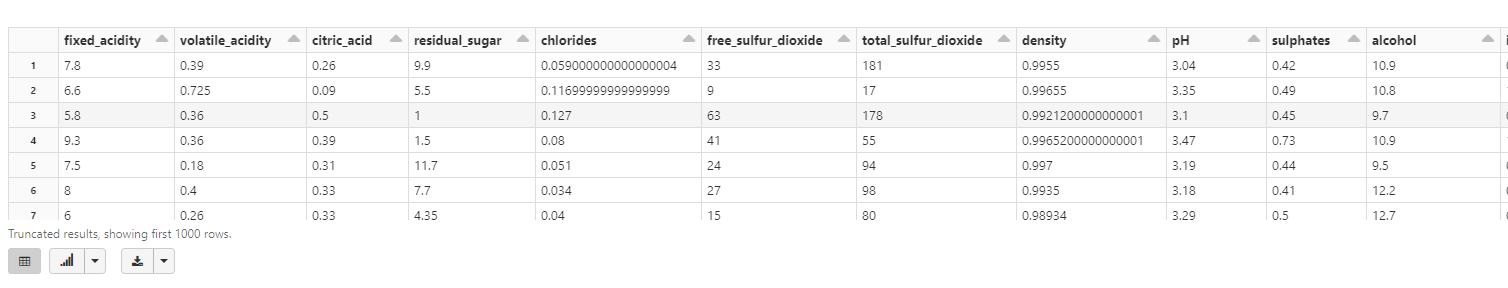 fixed_acidity volatile_acidity citric_acid residual_sugar chlorides free_sulfur_dioxide total_sulfur_dioxide density pH sulphates alcohol
1 7.8 0.39 0.26 9.9 0.059000000000000004 33 181 0.9955 3.04 0.42 10.9
2 6.6 0.725 0.09 5.5 0.11699999999999999 9 17 0.99655 3.35 0.49 10.8
3 5.8 0.36 0.5 1 0.127 63 178 0.9921200000000001 3.1 0.45 9.7
4 9.3 0.36 0.39 1.5 0.08 41 55 0.9965200000000001 3.47 0.73 10.9
5 7.5 0.18 0.31 11.7 0.051 24 94 0.997 3.19 0.44 9.5
6 8 0.4 0.33 7.7 0.034 27 98 0.9935 3.18 0.41 12.2
7 6 0.26 0.33 4.35 0.04 15 80 0.98934 3.29 0.5 12.7
Truncated results, showing first 1000 rows.